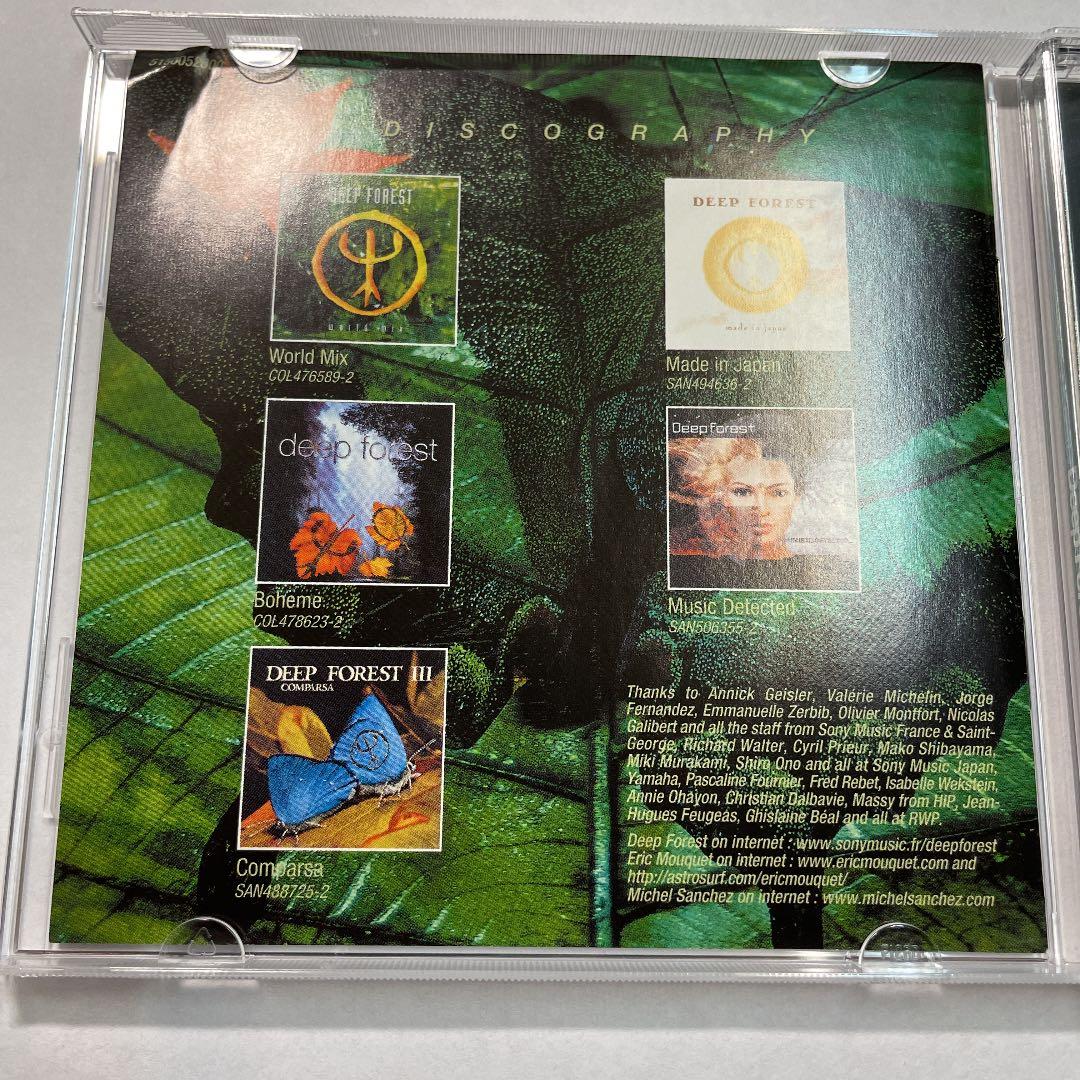 DISCOGRAPHY
DEEP FOREST
world mix
World Mix
COL476589-2
deep forest
Boheme
COL478623-2
DEEP FOREST III
COMPARSA
Comparsa
SAN488725-2
DEEP FOREST
made in japan
Made in Japan
SAN494636-2
Deep forest
Music Detected
SAN506355-2
Thanks to Annick Geisler, Valérie Michelin, Jorge
Fernandez, Emmanuelle Zerbib, Olivier Montfort, Nicolas
Galibert and all the staff from Sony Music France & Saint-
George, Richard Walter, Cyril Prieur, Mako Shibayama,
Miki Murakami, Shiro Ono and all at Sony Music Japan,
Yamaha, Pascaline Fournier, Fred Rebet, Isabelle Wekstein,
Annie Ohayon, Christian Dalbavie, Massy from HIP, Jean-
Hugues Feugeas, Ghislaine Béal and all at RWP.
Deep Forest on internet : www.sonymusic.fr/deepforest
Eric Mouquet on internet : www.ericmouquet.com and
http://astrosurf.com/ericmouquet/
Michel Sanchez on internet : www.michelsanchez.com